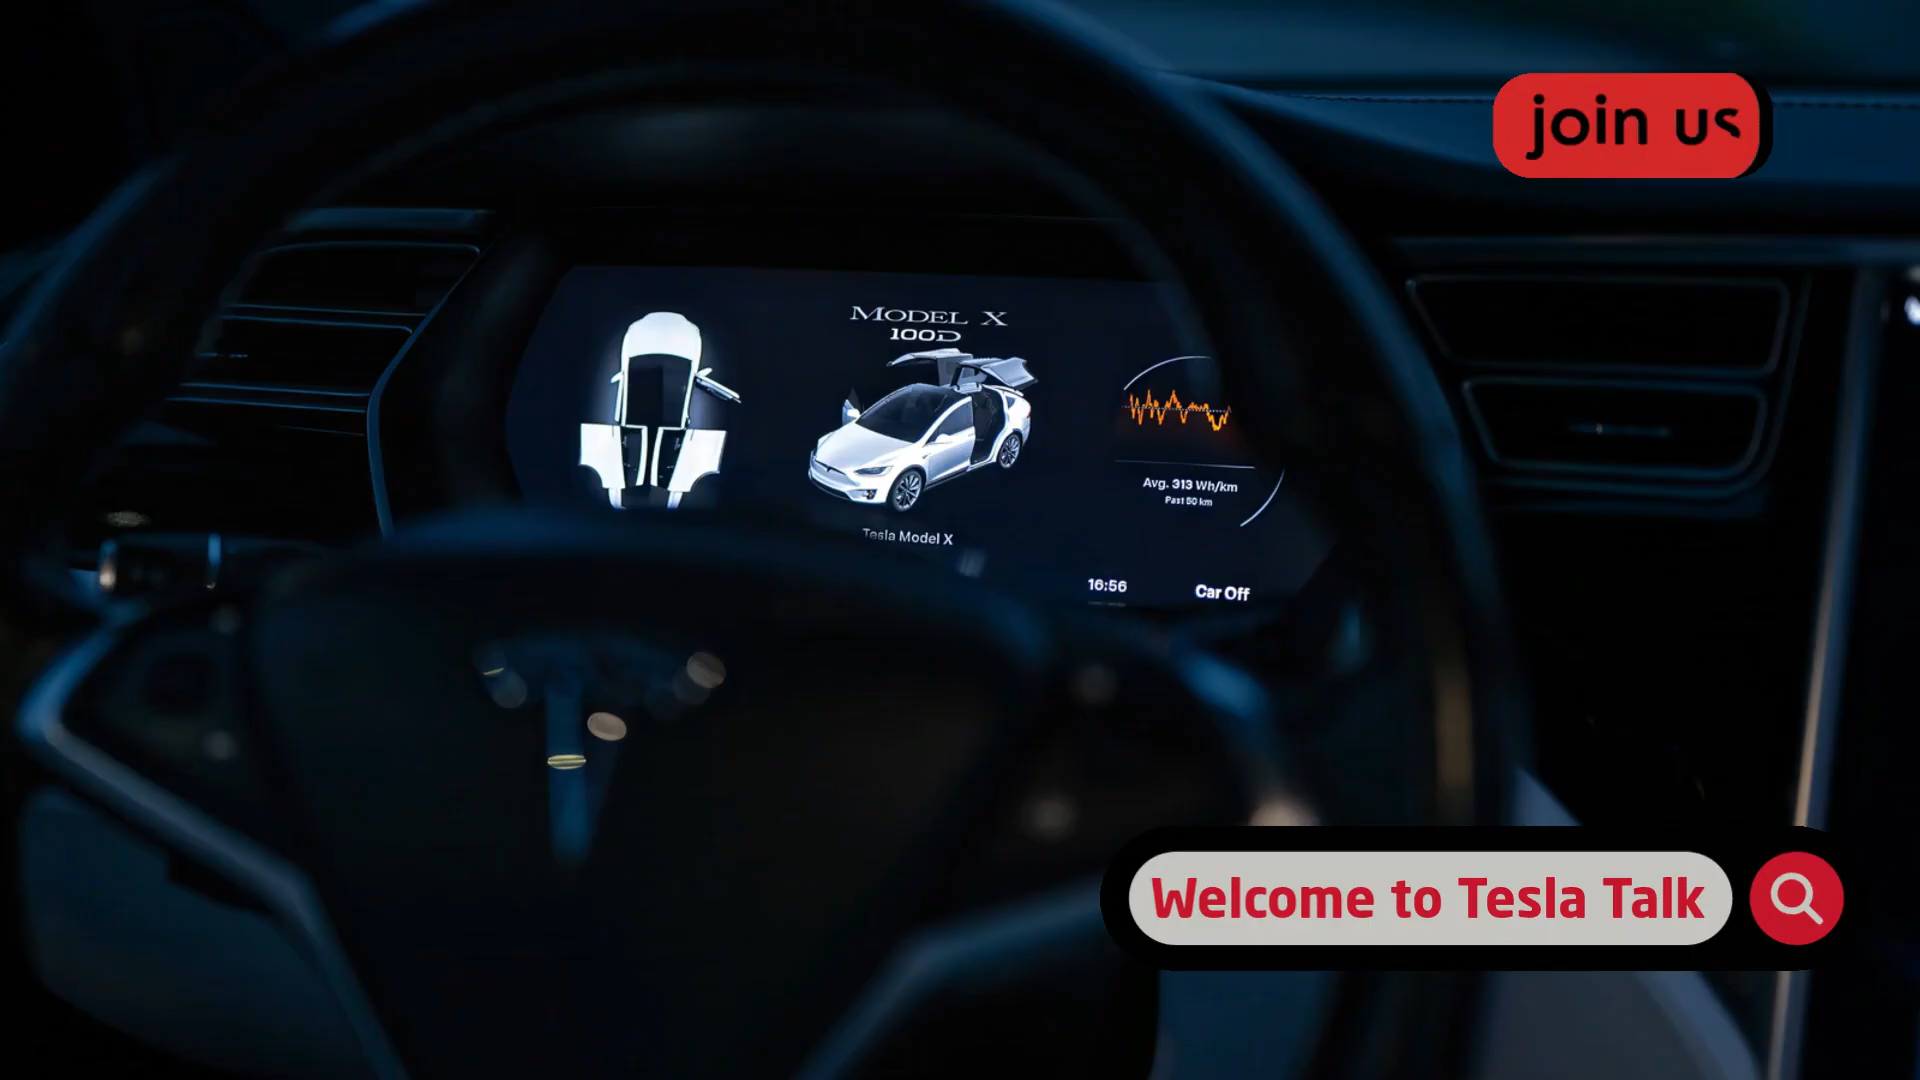 join us
MODEL X
100D
Avg. 313 Wh/km
Past 50 km
Tesla Model X
16:56
Car Off
Welcome to Tesla Talk